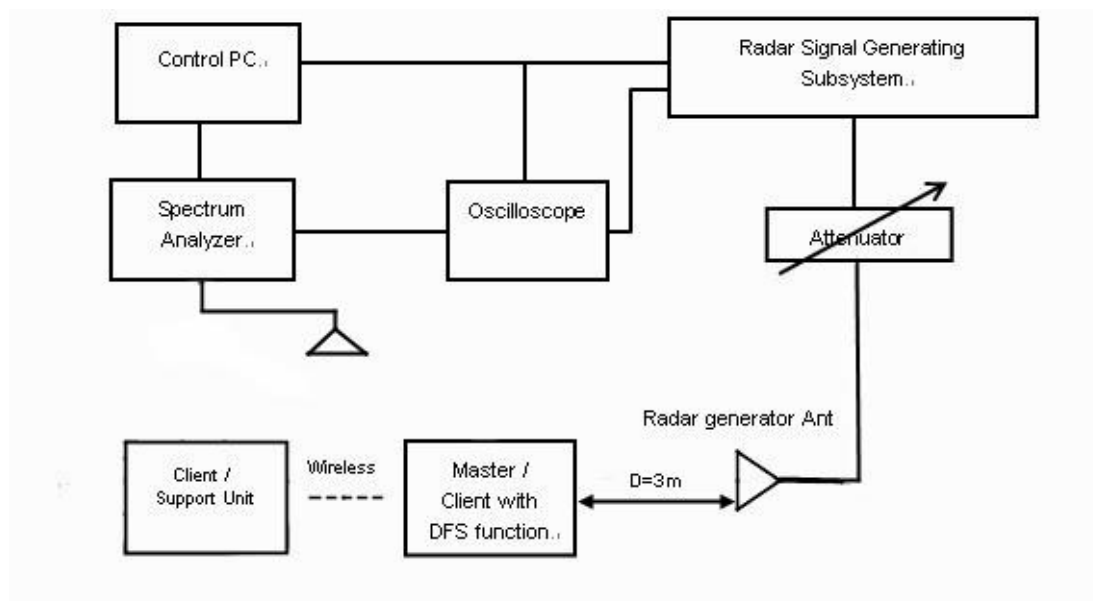 Control PC.
Radar Signal Generating
Subsystem.
Spectrum
Analyzer.
Oscilloscope
Attenuator
Radar generator Ant
Client /
Support Unit
Wireless
Master /
Client with
DFS function.
D=3m